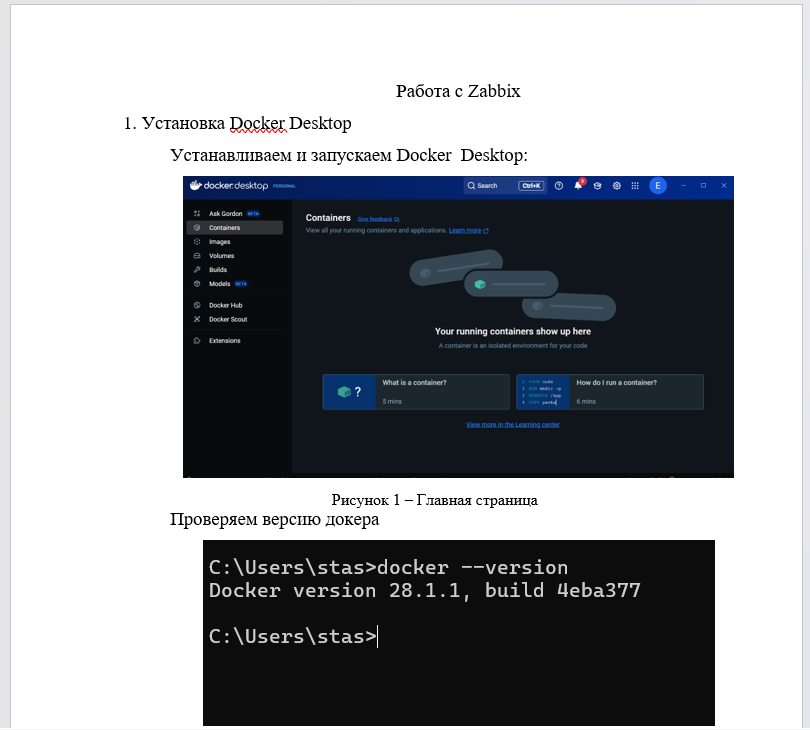 Работа с Zabbix
1. Установка Docker Desktop
Устанавливаем и запускаем Docker Desktop:
docker.desktop PERSONAL
Search Ctrl+K
E
Ask Gordon BETA
Containers
Images
Volumes
Builds
Models BETA
Docker Hub
Docker Scout
Extensions
Containers Give feedback
View all your running containers and applications. Learn more
Your running containers show up here
A container is an isolated environment for your code
? What is a container?
5 mins
1 FROM node
2 RUN mkdir -p
3 /app
4
How do I run a container?
6 mins
View more in the Learning center
Рисунок 1 – Главная страница
Проверяем версию докера
C:\Users\stas>docker --version
Docker version 28.1.1, build 4eba377
C:\Users\stas>